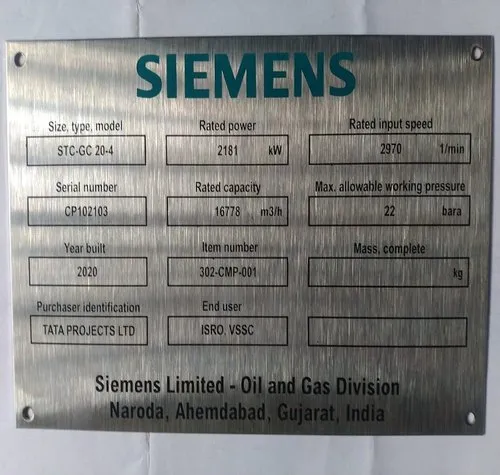 SIEMENS
Size, type, model Rated power Rated input speed
STC-GC 20-4 2181 kW 2970 1/min
Serial number Rated capacity Max. allowable working pressure
CP102103 16778 m3/h 22 bara
Year built Item number Mass, complete
2020 302-CMP-001 kg
Purchaser identification End user
TATA PROJECTS LTD ISRO, VSSC
Siemens Limited - Oil and Gas Division
Naroda, Ahemdabad, Gujarat, India